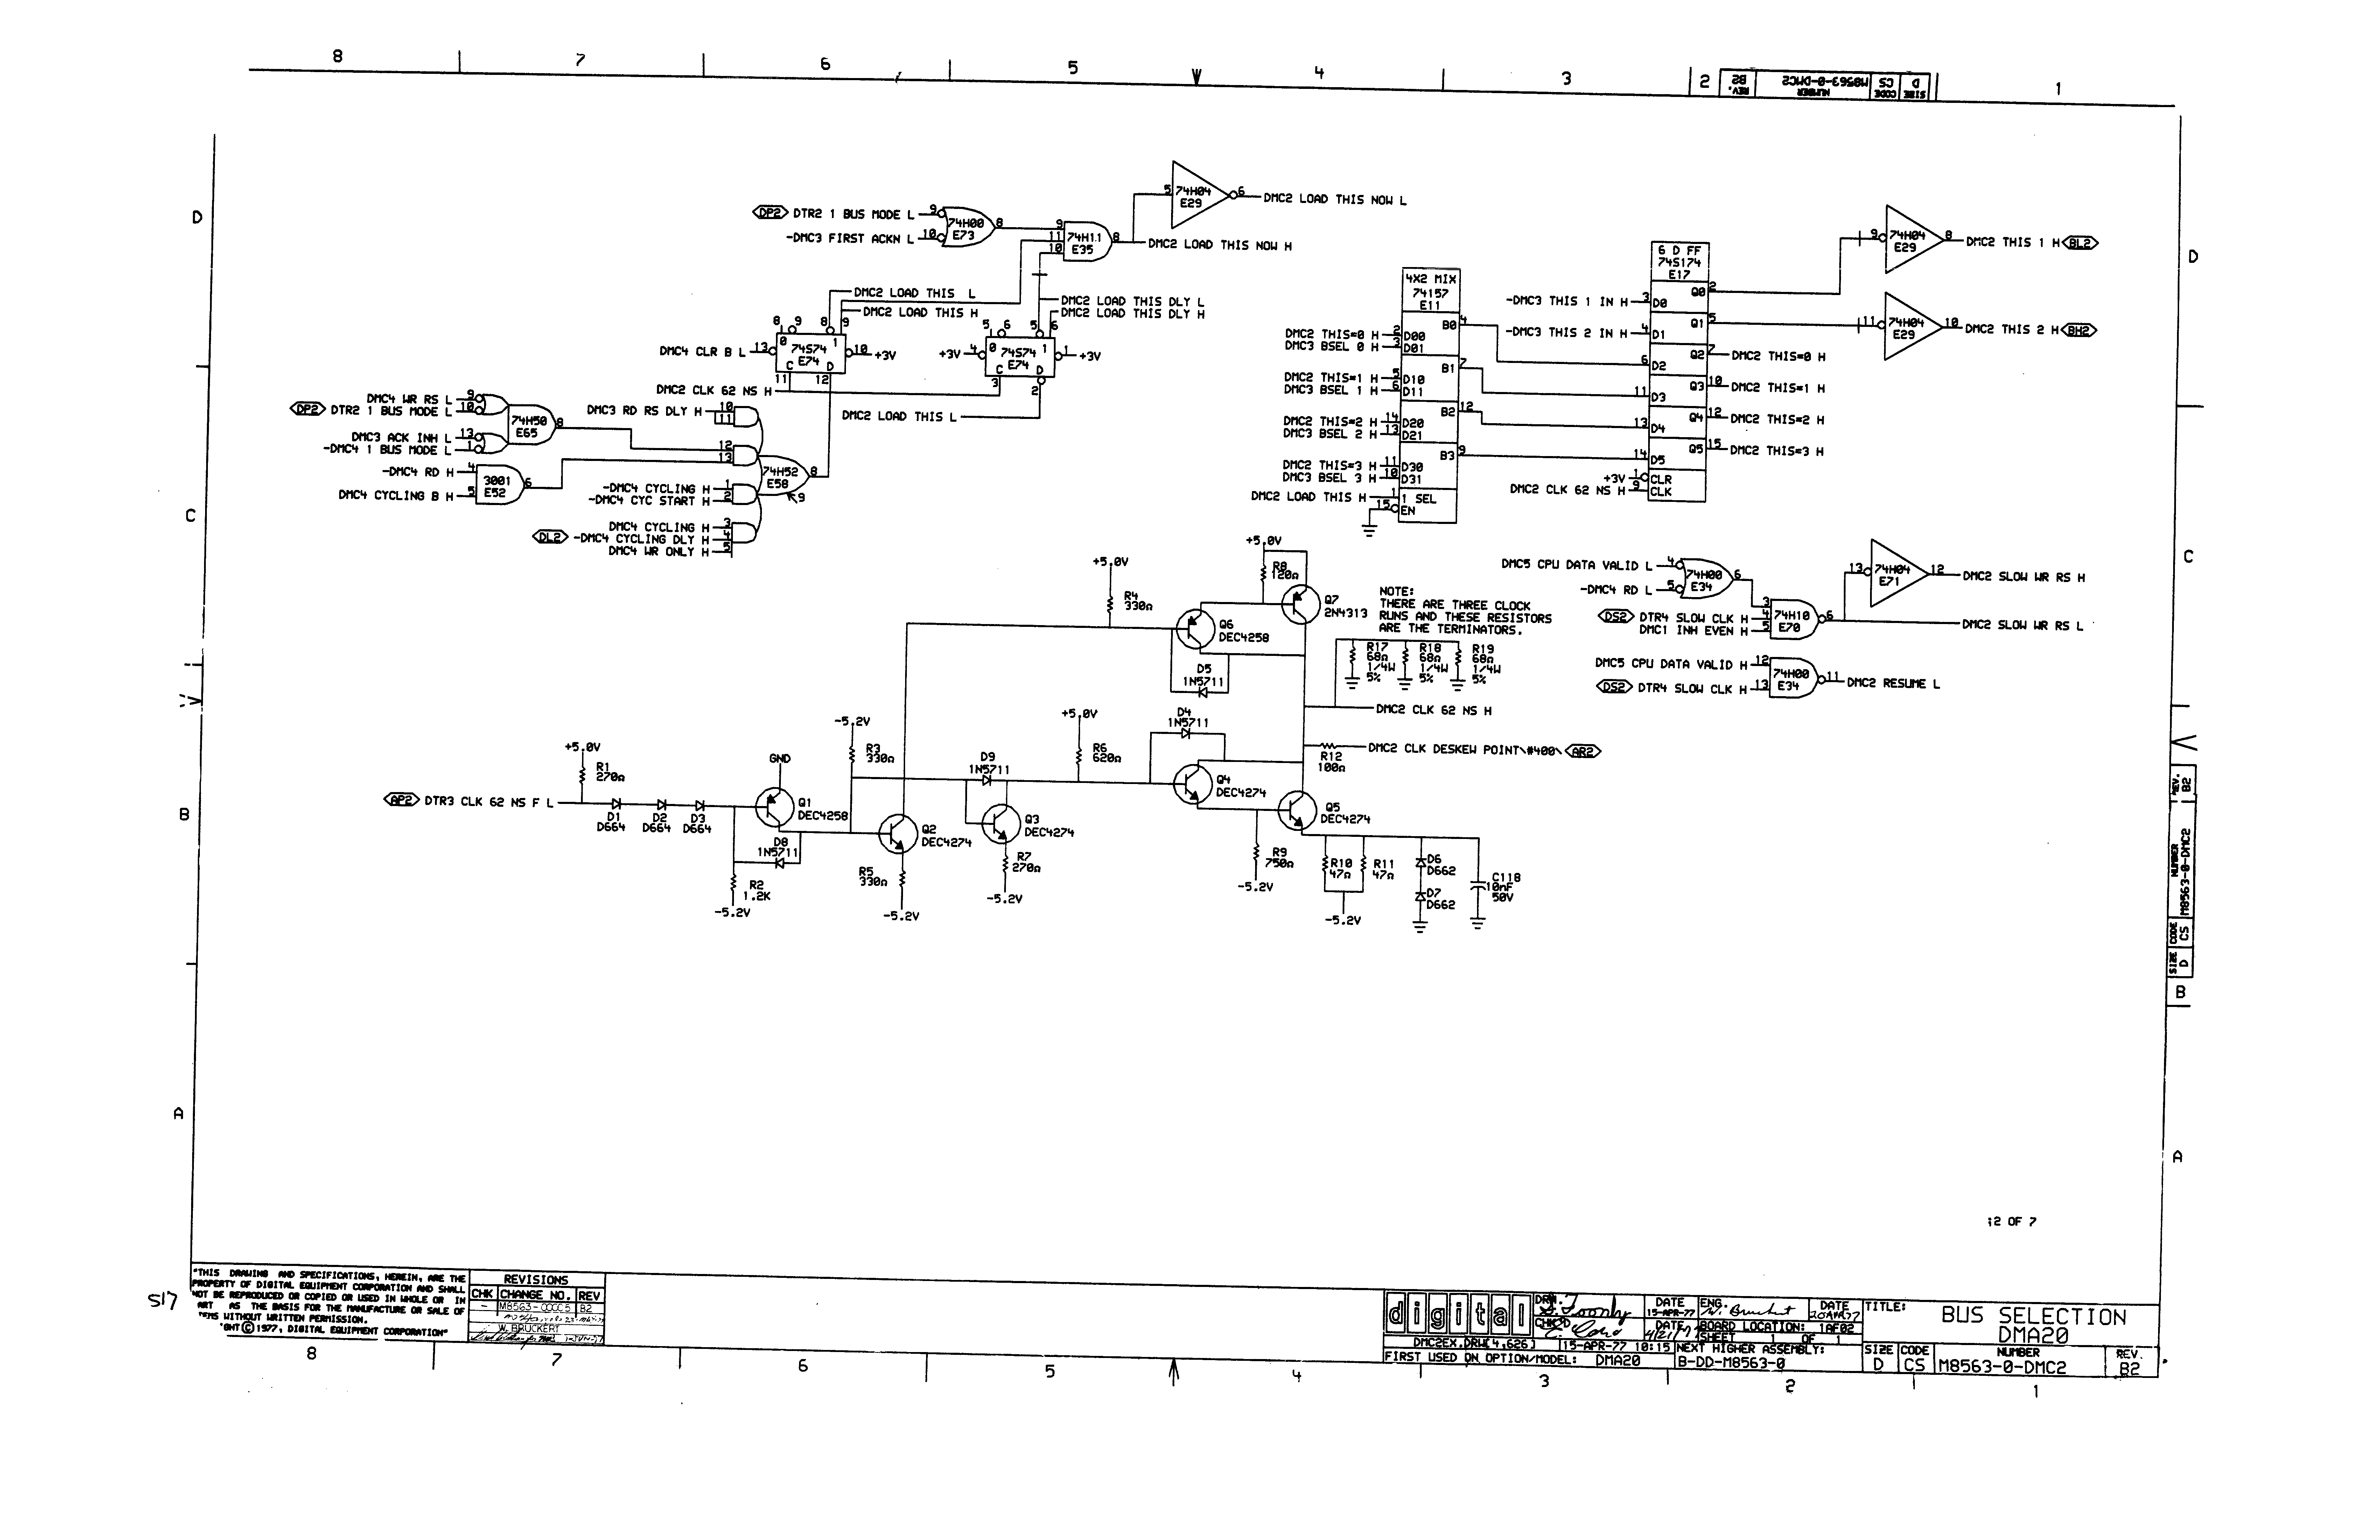 8 7 6 5 4 3 2 1
REV. B2
NUMBER M8563-0-DMC2
CODE CS
SIZE D
D
C
B
A
DP2 DTR2 1 BUS MODE L 9
-DMC3 FIRST ACKN L 10
74H00 E73 8
9 11 10 74H11 E35 8
5 74H04 E29 6 DMC2 LOAD THIS NOW L
DMC2 LOAD THIS NOW H
DMC2 LOAD THIS L
DMC2 LOAD THIS H
DMC2 LOAD THIS DLY L
DMC2 LOAD THIS DLY H
8 9 8 9
DMC4 CLR B L 13 0 74S74 1 E74 C D 10 +3V
11 12
5 6 5 6
+3V 4 0 74S74 1 E74 C D 1 +3V
3 2
DMC2 CLK 62 NS H
DMC2 LOAD THIS L
DMC4 WR RS L 9
DP2 DTR2 1 BUS MODE L 10
DMC3 ACK INH L 13
-DMC4 1 BUS MODE L 1
74H50 E65 8
-DMC4 RD H 4
DMC4 CYCLING B H 5
3001 E52 6
DMC3 RD RS DLY H 10 11
12 13
-DMC4 CYCLING H 1
-DMC4 CYC START H 2
DMC4 CYCLING H 3
DL2 -DMC4 CYCLING DLY H 4
DMC4 WR ONLY H 5
74H52 E58 8
9
4X2 MIX
74157
E11
DMC2 THIS=0 H 2 D00 B0 4
DMC3 BSEL 0 H 3 D01
DMC2 THIS=1 H 5 D10 B1 7
DMC3 BSEL 1 H 6 D11
DMC2 THIS=2 H 14 D20 B2 12
DMC3 BSEL 2 H 13 D21
DMC2 THIS=3 H 11 D30 B3 9
DMC3 BSEL 3 H 10 D31
DMC2 LOAD THIS H 1 1 SEL
15 EN
6 D FF
74S174
E17
-DMC3 THIS 1 IN H 3 D0 Q0 2
-DMC3 THIS 2 IN H 4 D1 Q1 5
6 D2 Q2 7 DMC2 THIS=0 H
11 D3 Q3 10 DMC2 THIS=1 H
13 D4 Q4 12 DMC2 THIS=2 H
14 D5 Q5 15 DMC2 THIS=3 H
+3V 1 CLR
DMC2 CLK 62 NS H 9 CLK
9 74H04 E29 8 DMC2 THIS 1 H BL2
11 74H04 E29 10 DMC2 THIS 2 H BH2
DMC5 CPU DATA VALID L 4
-DMC4 RD L 5
74H00 E34 6
DS2 DTR4 SLOW CLK H 4
DMC1 INH EVEN H 5
3 74H10 E70 6
13 74H04 E71 12 DMC2 SLOW WR RS H
DMC2 SLOW WR RS L
DMC5 CPU DATA VALID H 12
DS2 DTR4 SLOW CLK H 13
74H00 E34 11 DMC2 RESUME L
+5.0V R4 330Ω
+5.0V R8 120Ω
Q7 2N4313
Q6 DEC4258
D5 1N5711
NOTE:
THERE ARE THREE CLOCK
RUNS AND THESE RESISTORS
ARE THE TERMINATORS.
R17 68Ω 1/4W 5%
R18 68Ω 1/4W 5%
R19 68Ω 1/4W 5%
DMC2 CLK 62 NS H
DMC2 CLK DESKEW POINT\#400\ AR2
R12 100Ω
AP2 DTR3 CLK 62 NS F L
+5.0V R1 270Ω
D1 D664
D2 D664
D3 D664
GND
Q1 DEC4258
D8 1N5711
R2 1.2K -5.2V
-5.2V R3 330Ω
Q2 DEC4274
R5 330Ω -5.2V
D9 1N5711
Q3 DEC4274
R7 270Ω -5.2V
+5.0V R6 620Ω
D4 1N5711
Q4 DEC4274
Q5 DEC4274
R9 750Ω -5.2V
R10 47Ω
R11 47Ω
-5.2V
D6 D662
D7 D662
C118 10nF 50V
REV. B2
NUMBER M8563-0-DMC2
CODE CS
SIZE D
2 OF 7
S17
"THIS DRAWING AND SPECIFICATIONS, HEREIN, ARE THE
PROPERTY OF DIGITAL EQUIPMENT CORPORATION AND SHALL
NOT BE REPRODUCED OR COPIED OR USED IN WHOLE OR IN
ART AS THE BASIS FOR THE MANUFACTURE OR SALE OF
EMS WITHOUT WRITTEN PERMISSION.
GHT © 1977, DIGITAL EQUIPMENT CORPORATION"
REVISIONS
CHK CHANGE NO. REV
- M8563-00005 B2
W. BRUCKERT
digital
DRN.
CHK'D
DATE 15-APR-77
DATE 4/21/77
ENG. W. Bruckert
DATE 20APR77
BOARD LOCATION: 1AF02
SHEET 1 OF 1
DMC2EX.DRW[4,626] 15-APR-77 10:15
NEXT HIGHER ASSEMBLY:
FIRST USED ON OPTION/MODEL: DMA20
B-DD-M8563-0
TITLE: BUS SELECTION
DMA20
SIZE D
CODE CS
NUMBER M8563-0-DMC2
REV. B2
8 7 6 5 4 3 2 1